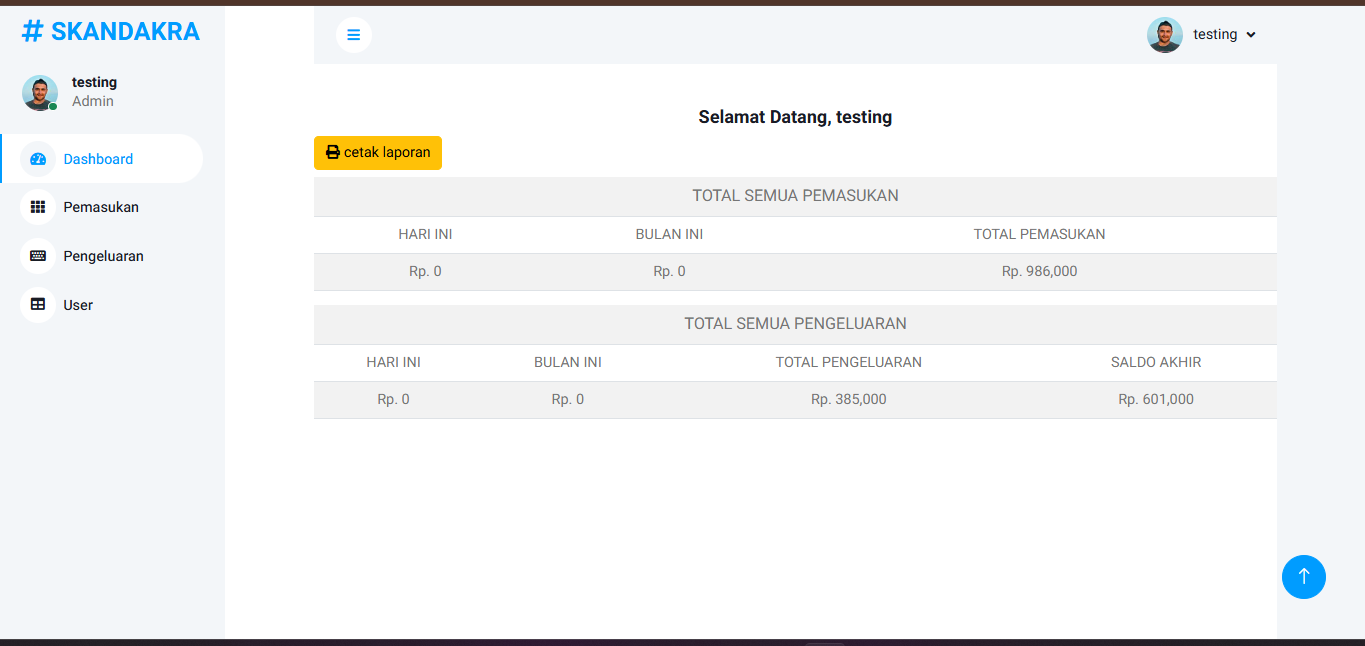 # SKANDAKRA
testing
Admin
Dashboard
Pemasukan
Pengeluaran
User
testing
Selamat Datang, testing
cetak laporan
TOTAL SEMUA PEMASUKAN
HARI INI BULAN INI TOTAL PEMASUKAN
Rp. 0 Rp. 0 Rp. 986,000
TOTAL SEMUA PENGELUARAN
HARI INI BULAN INI TOTAL PENGELUARAN SALDO AKHIR
Rp. 0 Rp. 0 Rp. 385,000 Rp. 601,000